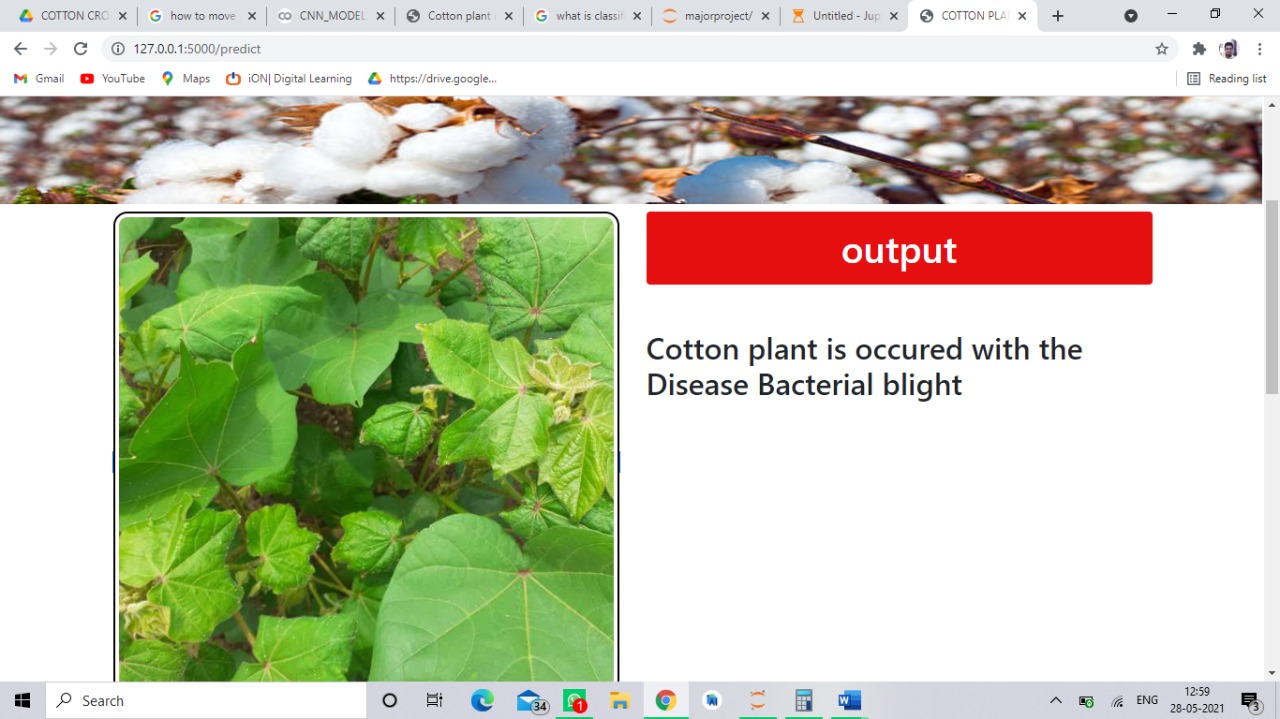 COTTON CRO
how to move
CNN_MODEL.
Cotton plant
what is classif
majorproject/
Untitled - Jup
COTTON PLA
127.0.0.1:5000/predict
Gmail
YouTube
Maps
iON| Digital Learning
https://drive.google...
Reading list
output
Cotton plant is occured with the
Disease Bacterial blight
Search
34
1
ENG
12:59
28-05-2021
3